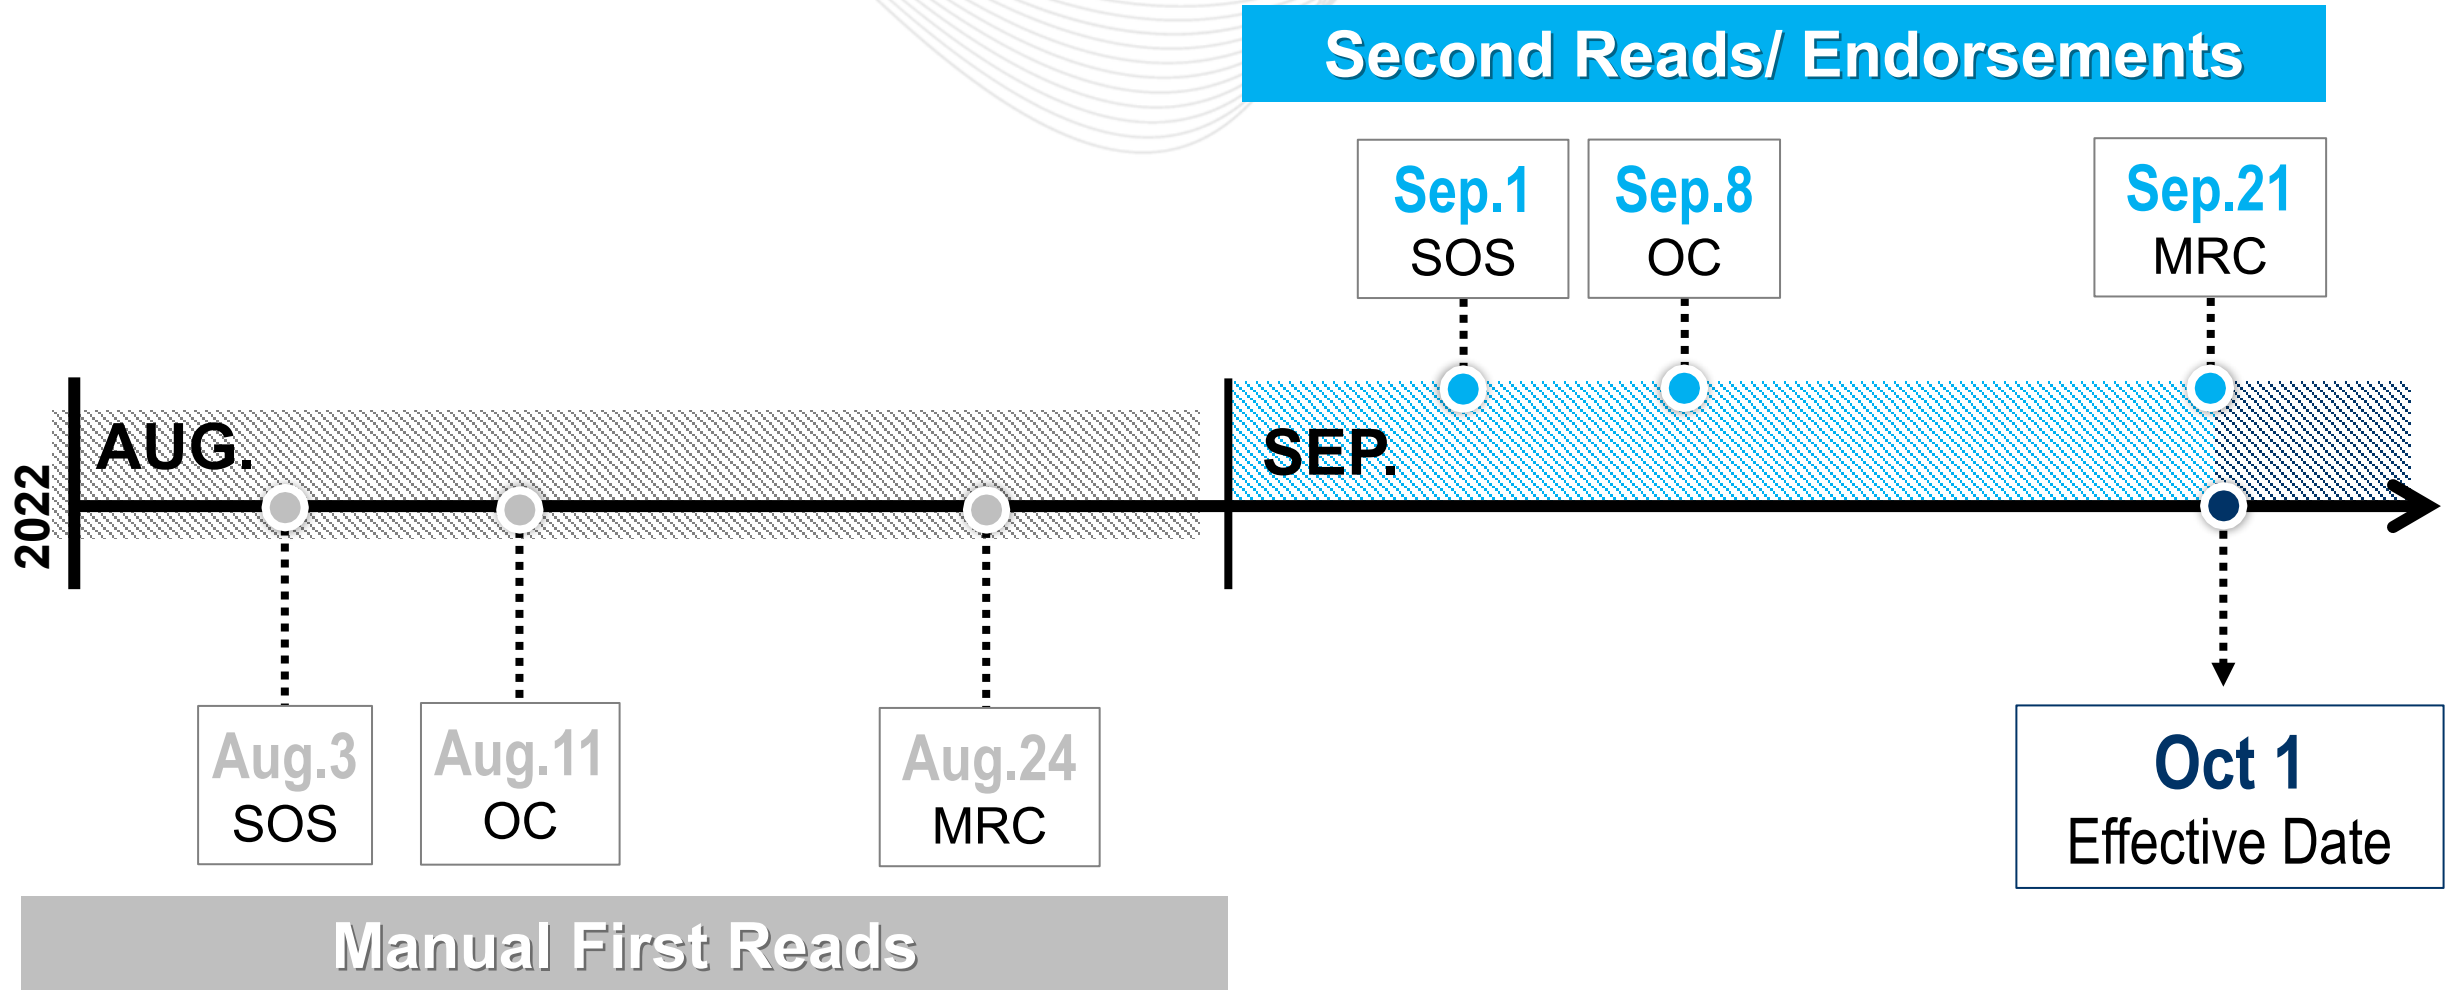 Second Reads/ Endorsements
Sep.1
SOS
Sep.8
OC
Sep.21
MRC
2022
AUG.
SEP.
Aug.3
SOS
Aug.11
OC
Aug.24
MRC
Oct 1
Effective Date
Manual First Reads